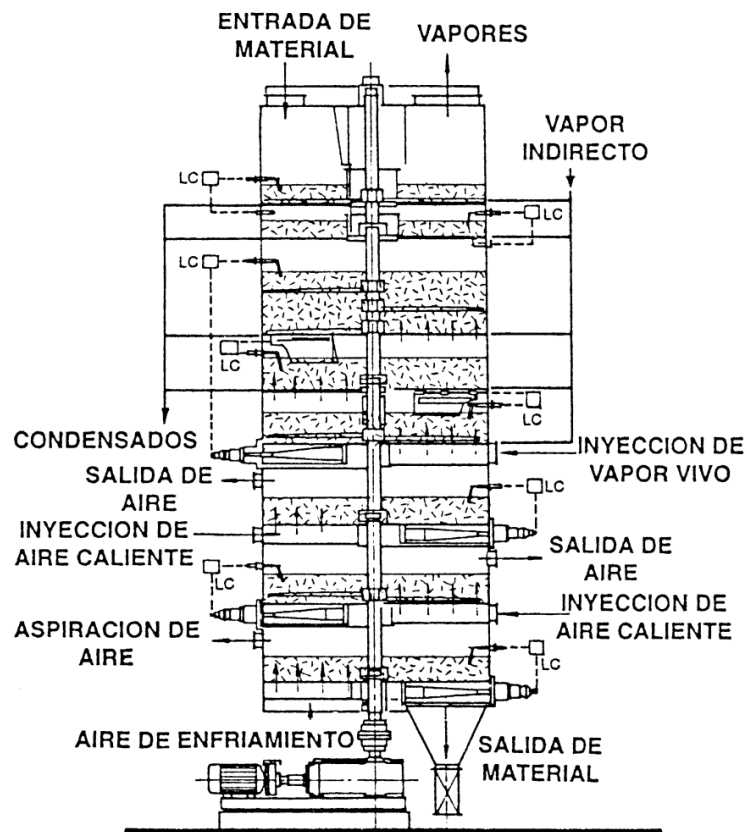 ENTRADA DE
MATERIAL
VAPORES
VAPOR
INDIRECTO
LC
LC
LC
LC
LC
CONDENSADOS
INYECCION DE
VAPOR VIVO
SALIDA DE
AIRE
LC
INYECCION DE
AIRE CALIENTE
SALIDA DE
AIRE
LC
INYECCION DE
AIRE CALIENTE
ASPIRACION DE
AIRE
LC
AIRE DE ENFRIAMIENTO
SALIDA DE
MATERIAL